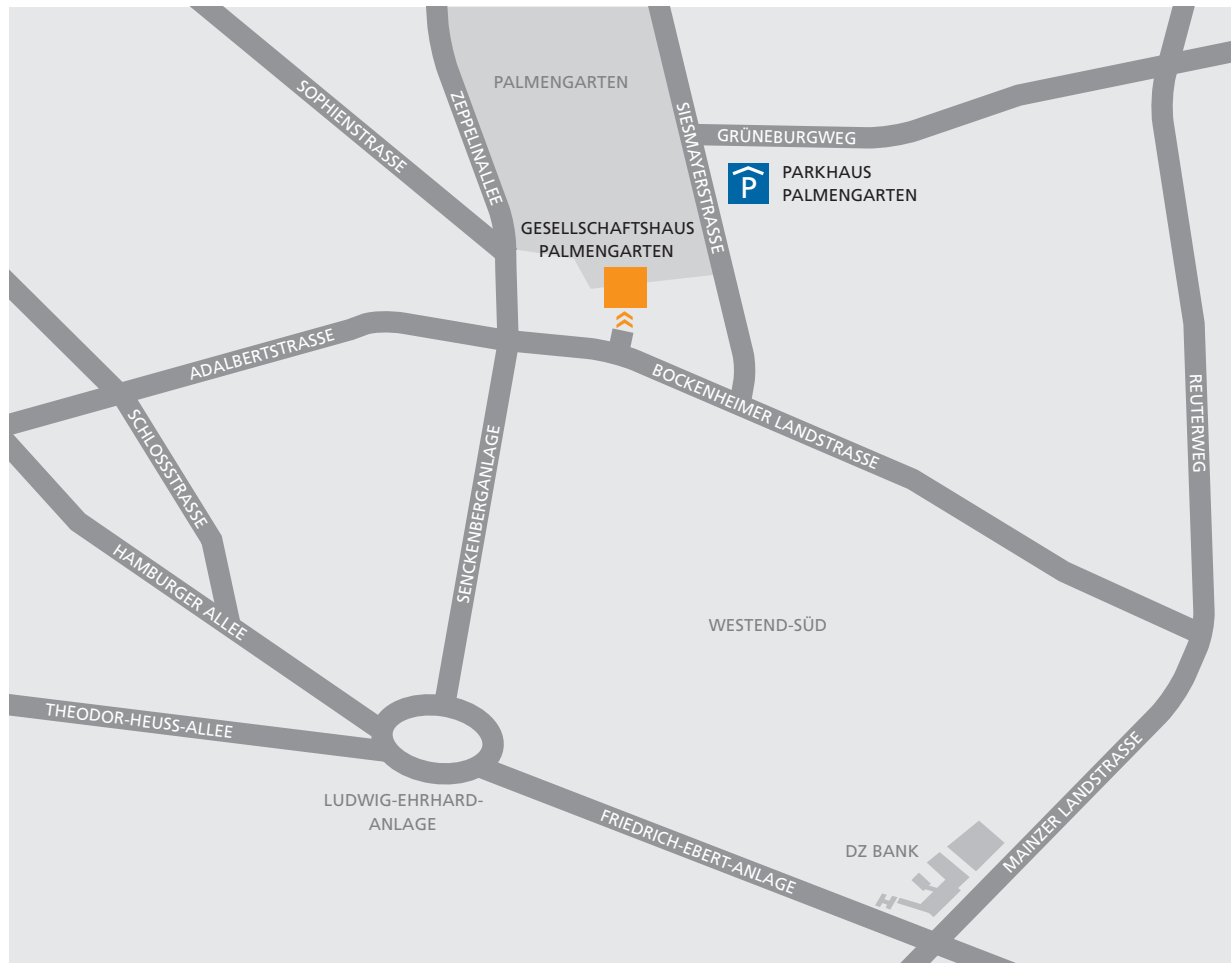 PALMENGARTEN
SOPHIENSTRASSE
ZEPPELINALLEE
SIESMAYERSTRASSE
GRÜNEBURGWEG
P
PARKHAUS
PALMENGARTEN
GESELLSCHAFTSHAUS
PALMENGARTEN
ADALBERTSTRASSE
BOCKENHEIMER LANDSTRASSE
REUTERWEG
SCHLOSSSTRASSE
SENCKENBERGANLAGE
HAMBURGER ALLEE
WESTEND-SÜD
THEODOR-HEUSS-ALLEE
LUDWIG-EHRHARD-
ANLAGE
FRIEDRICH-EBERT-ANLAGE
DZ BANK
MAINZER LANDSTRASSE